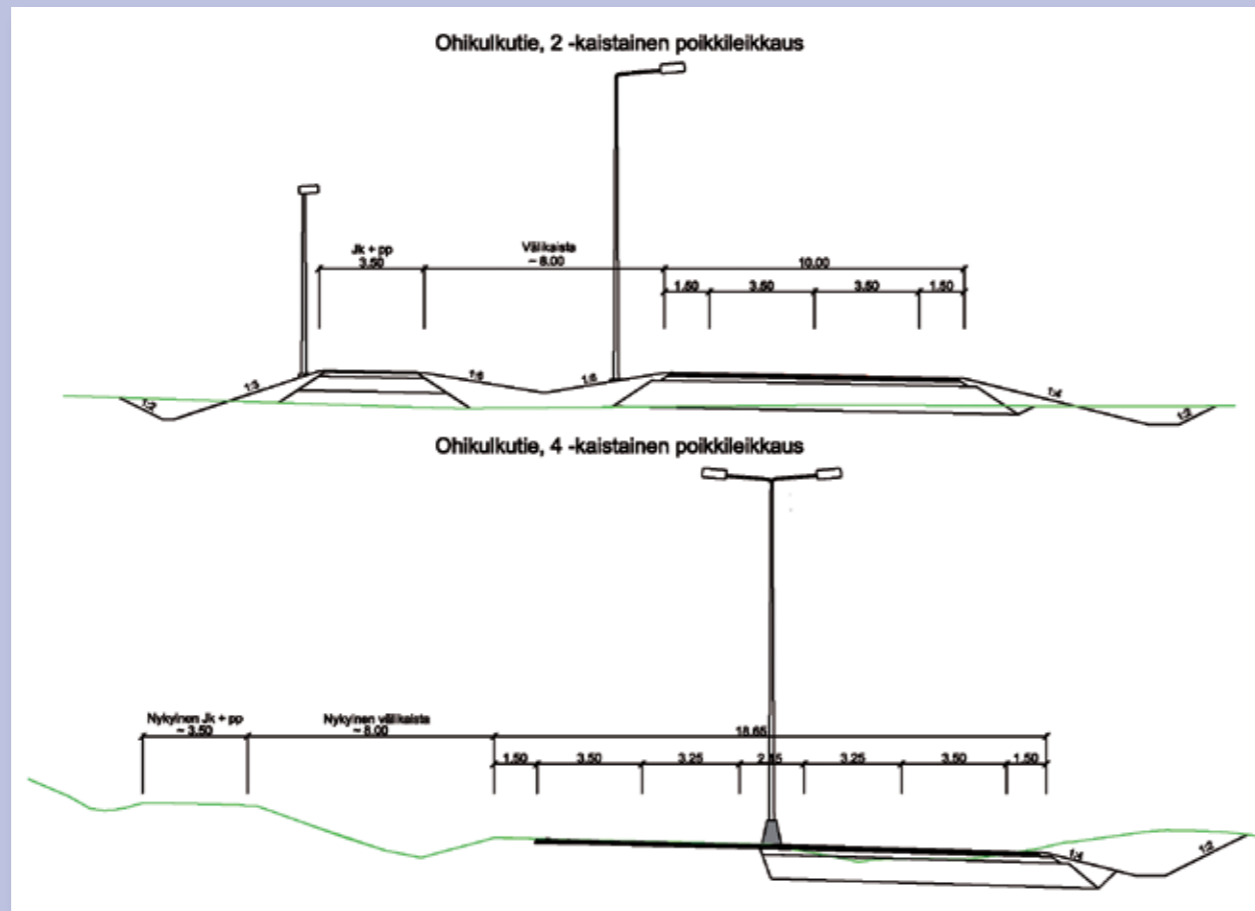 Ohikulkutie, 2 -kaistainen poikkileikkaus
Jk + pp
3.50
Välikaista
~ 8.00
10.00
1.50 3.50 3.50 1.50
1:2 1:3 1:6 1:6 1:4 1:2
Ohikulkutie, 4 -kaistainen poikkileikkaus
Nykyinen Jk + pp
~ 3.50
Nykyinen välikaista
~ 8.00
18.65
1.50 3.50 3.25 2.15 3.25 3.50 1.50
1:4 1:2